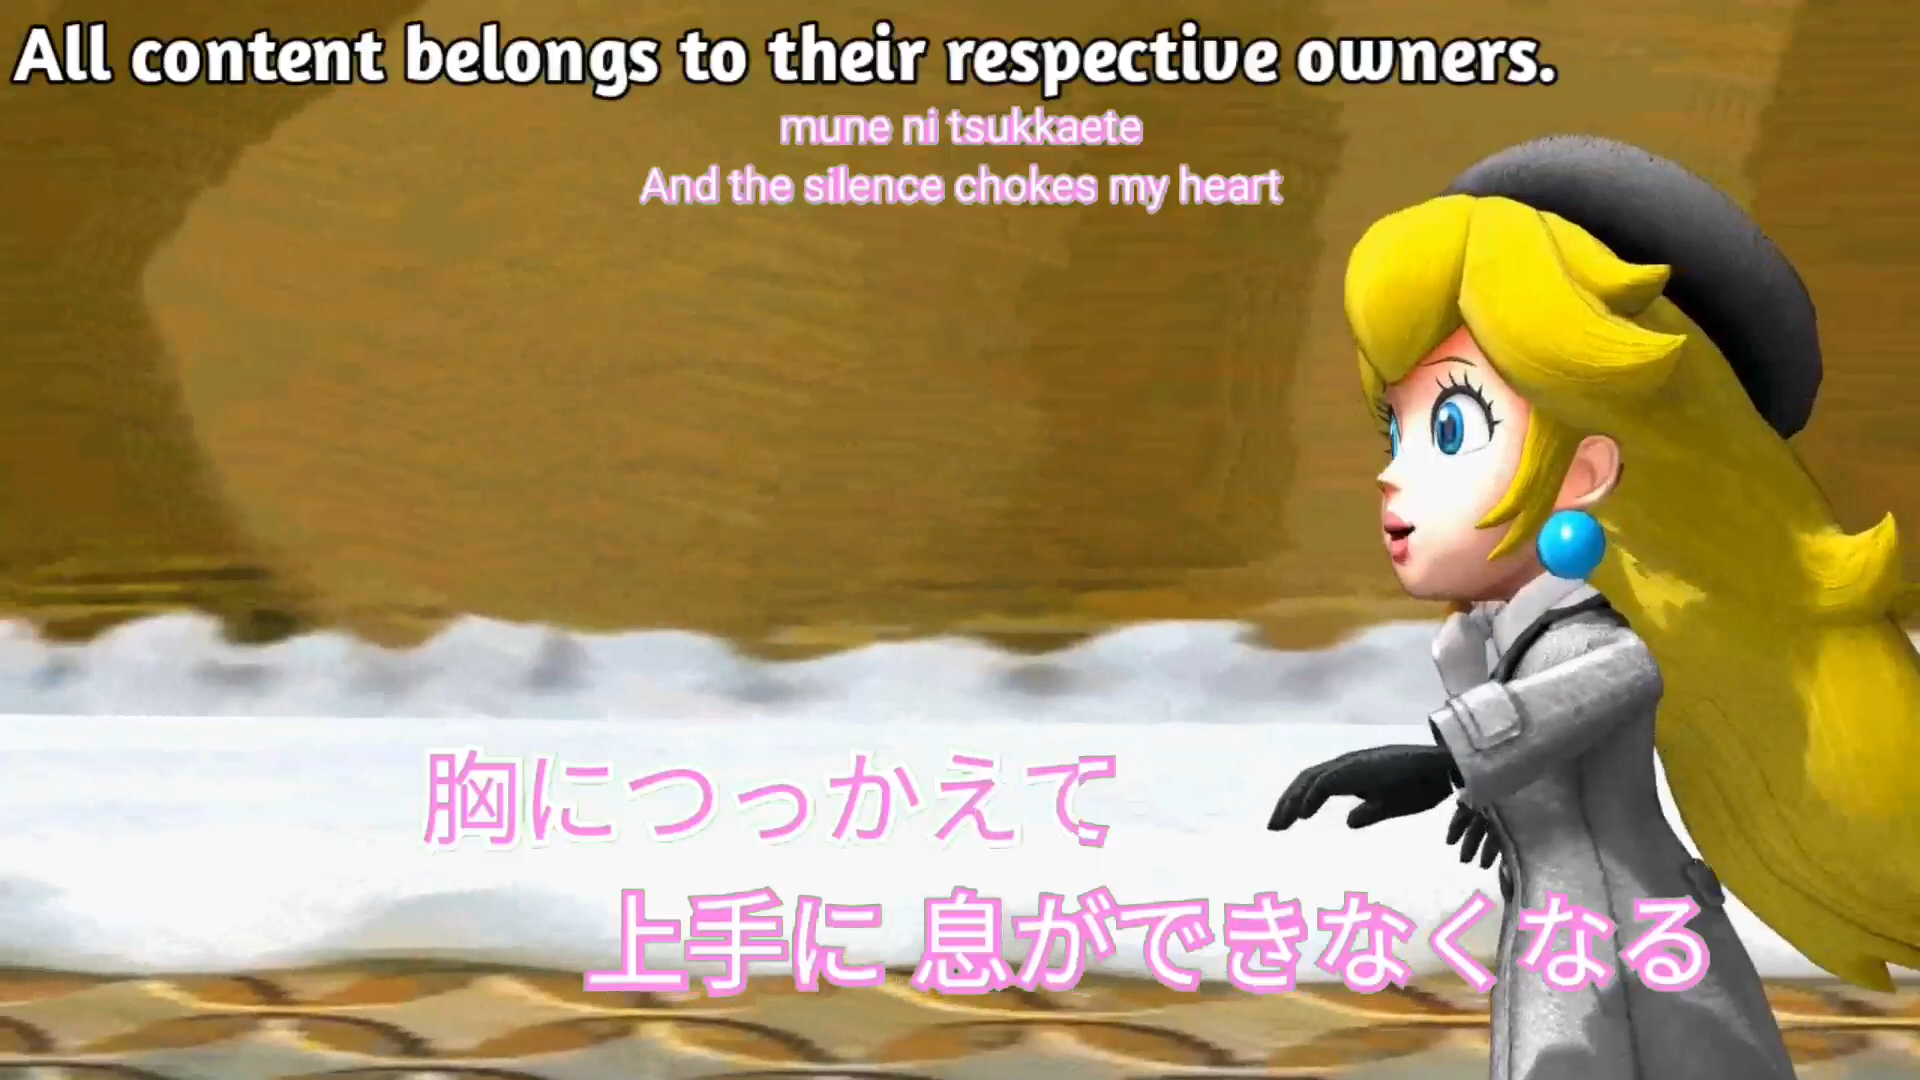 All content belongs to their respective owners.
mune ni tsukkaete
And the silence chokes my heart
胸につっかえて
上手に 息ができなくなる